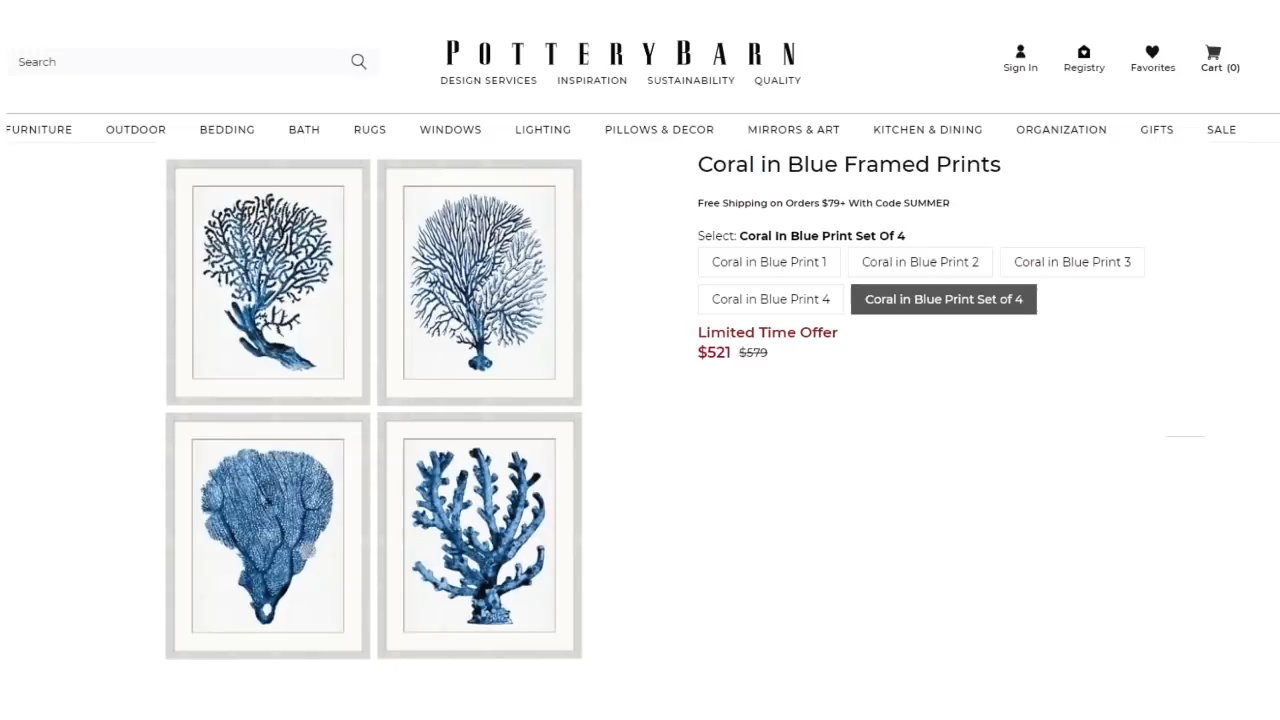 Search
POTTERYBARN
DESIGN SERVICES INSPIRATION SUSTAINABILITY QUALITY
Sign In Registry Favorites Cart (0)
FURNITURE OUTDOOR BEDDING BATH RUGS WINDOWS LIGHTING PILLOWS & DECOR MIRRORS & ART KITCHEN & DINING ORGANIZATION GIFTS SALE
Coral in Blue Framed Prints
Free Shipping on Orders $79+ With Code SUMMER
Select: Coral In Blue Print Set Of 4
Coral in Blue Print 1 Coral in Blue Print 2 Coral in Blue Print 3
Coral in Blue Print 4 Coral in Blue Print Set of 4
Limited Time Offer
$521 $579